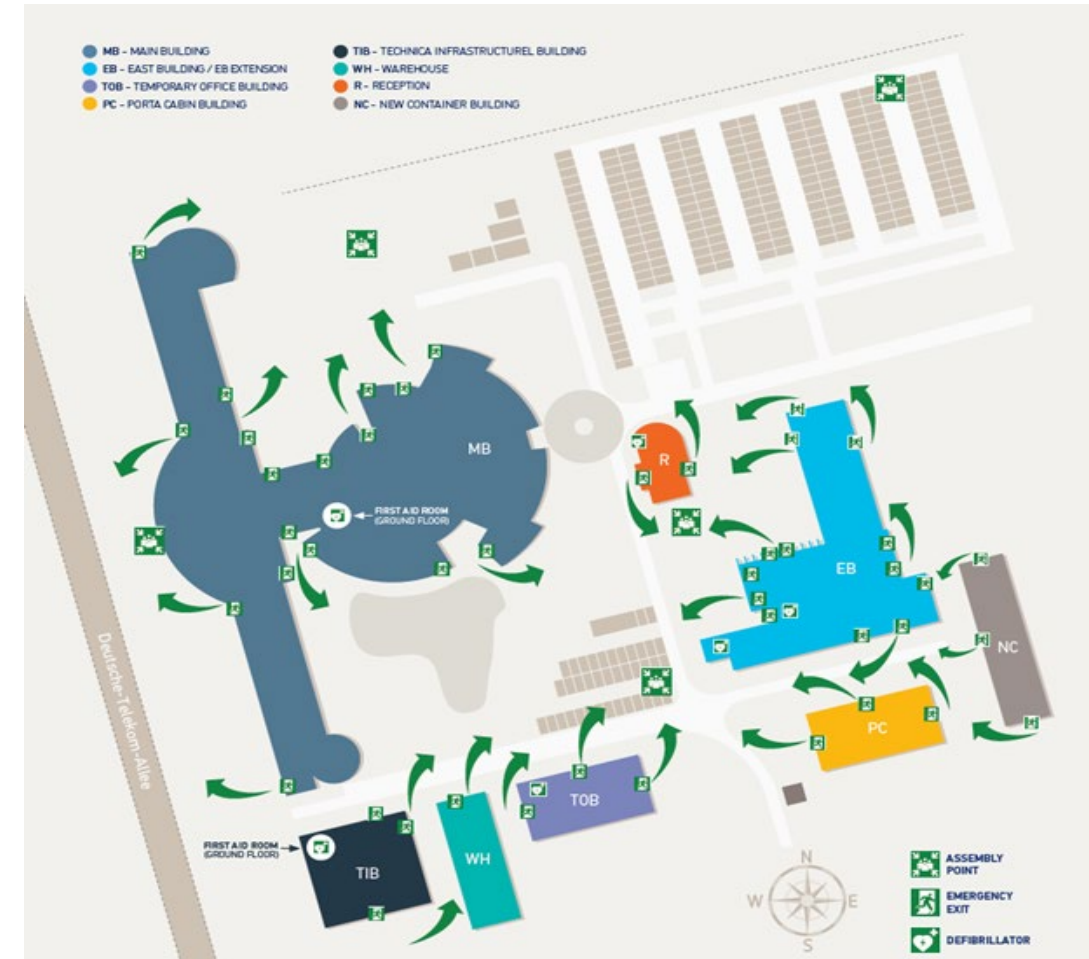 MB - MAIN BUILDING
EB - EAST BUILDING / EB EXTENSION
TOB - TEMPORARY OFFICE BUILDING
PC - PORTA CABIN BUILDING
TIB - TECHNICA INFRASTRUCTUREL BUILDING
WH - WAREHOUSE
R - RECEPTION
NC - NEW CONTAINER BUILDING
MB
R
FIRST AID ROOM
(GROUND FLOOR)
EB
NC
Deutsche-Telekom-Allee
PC
TOB
FIRST AID ROOM
(GROUND FLOOR)
TIB
WH
N
W
E
S
ASSEMBLY
POINT
EMERGENCY
EXIT
DEFIBRILLATOR